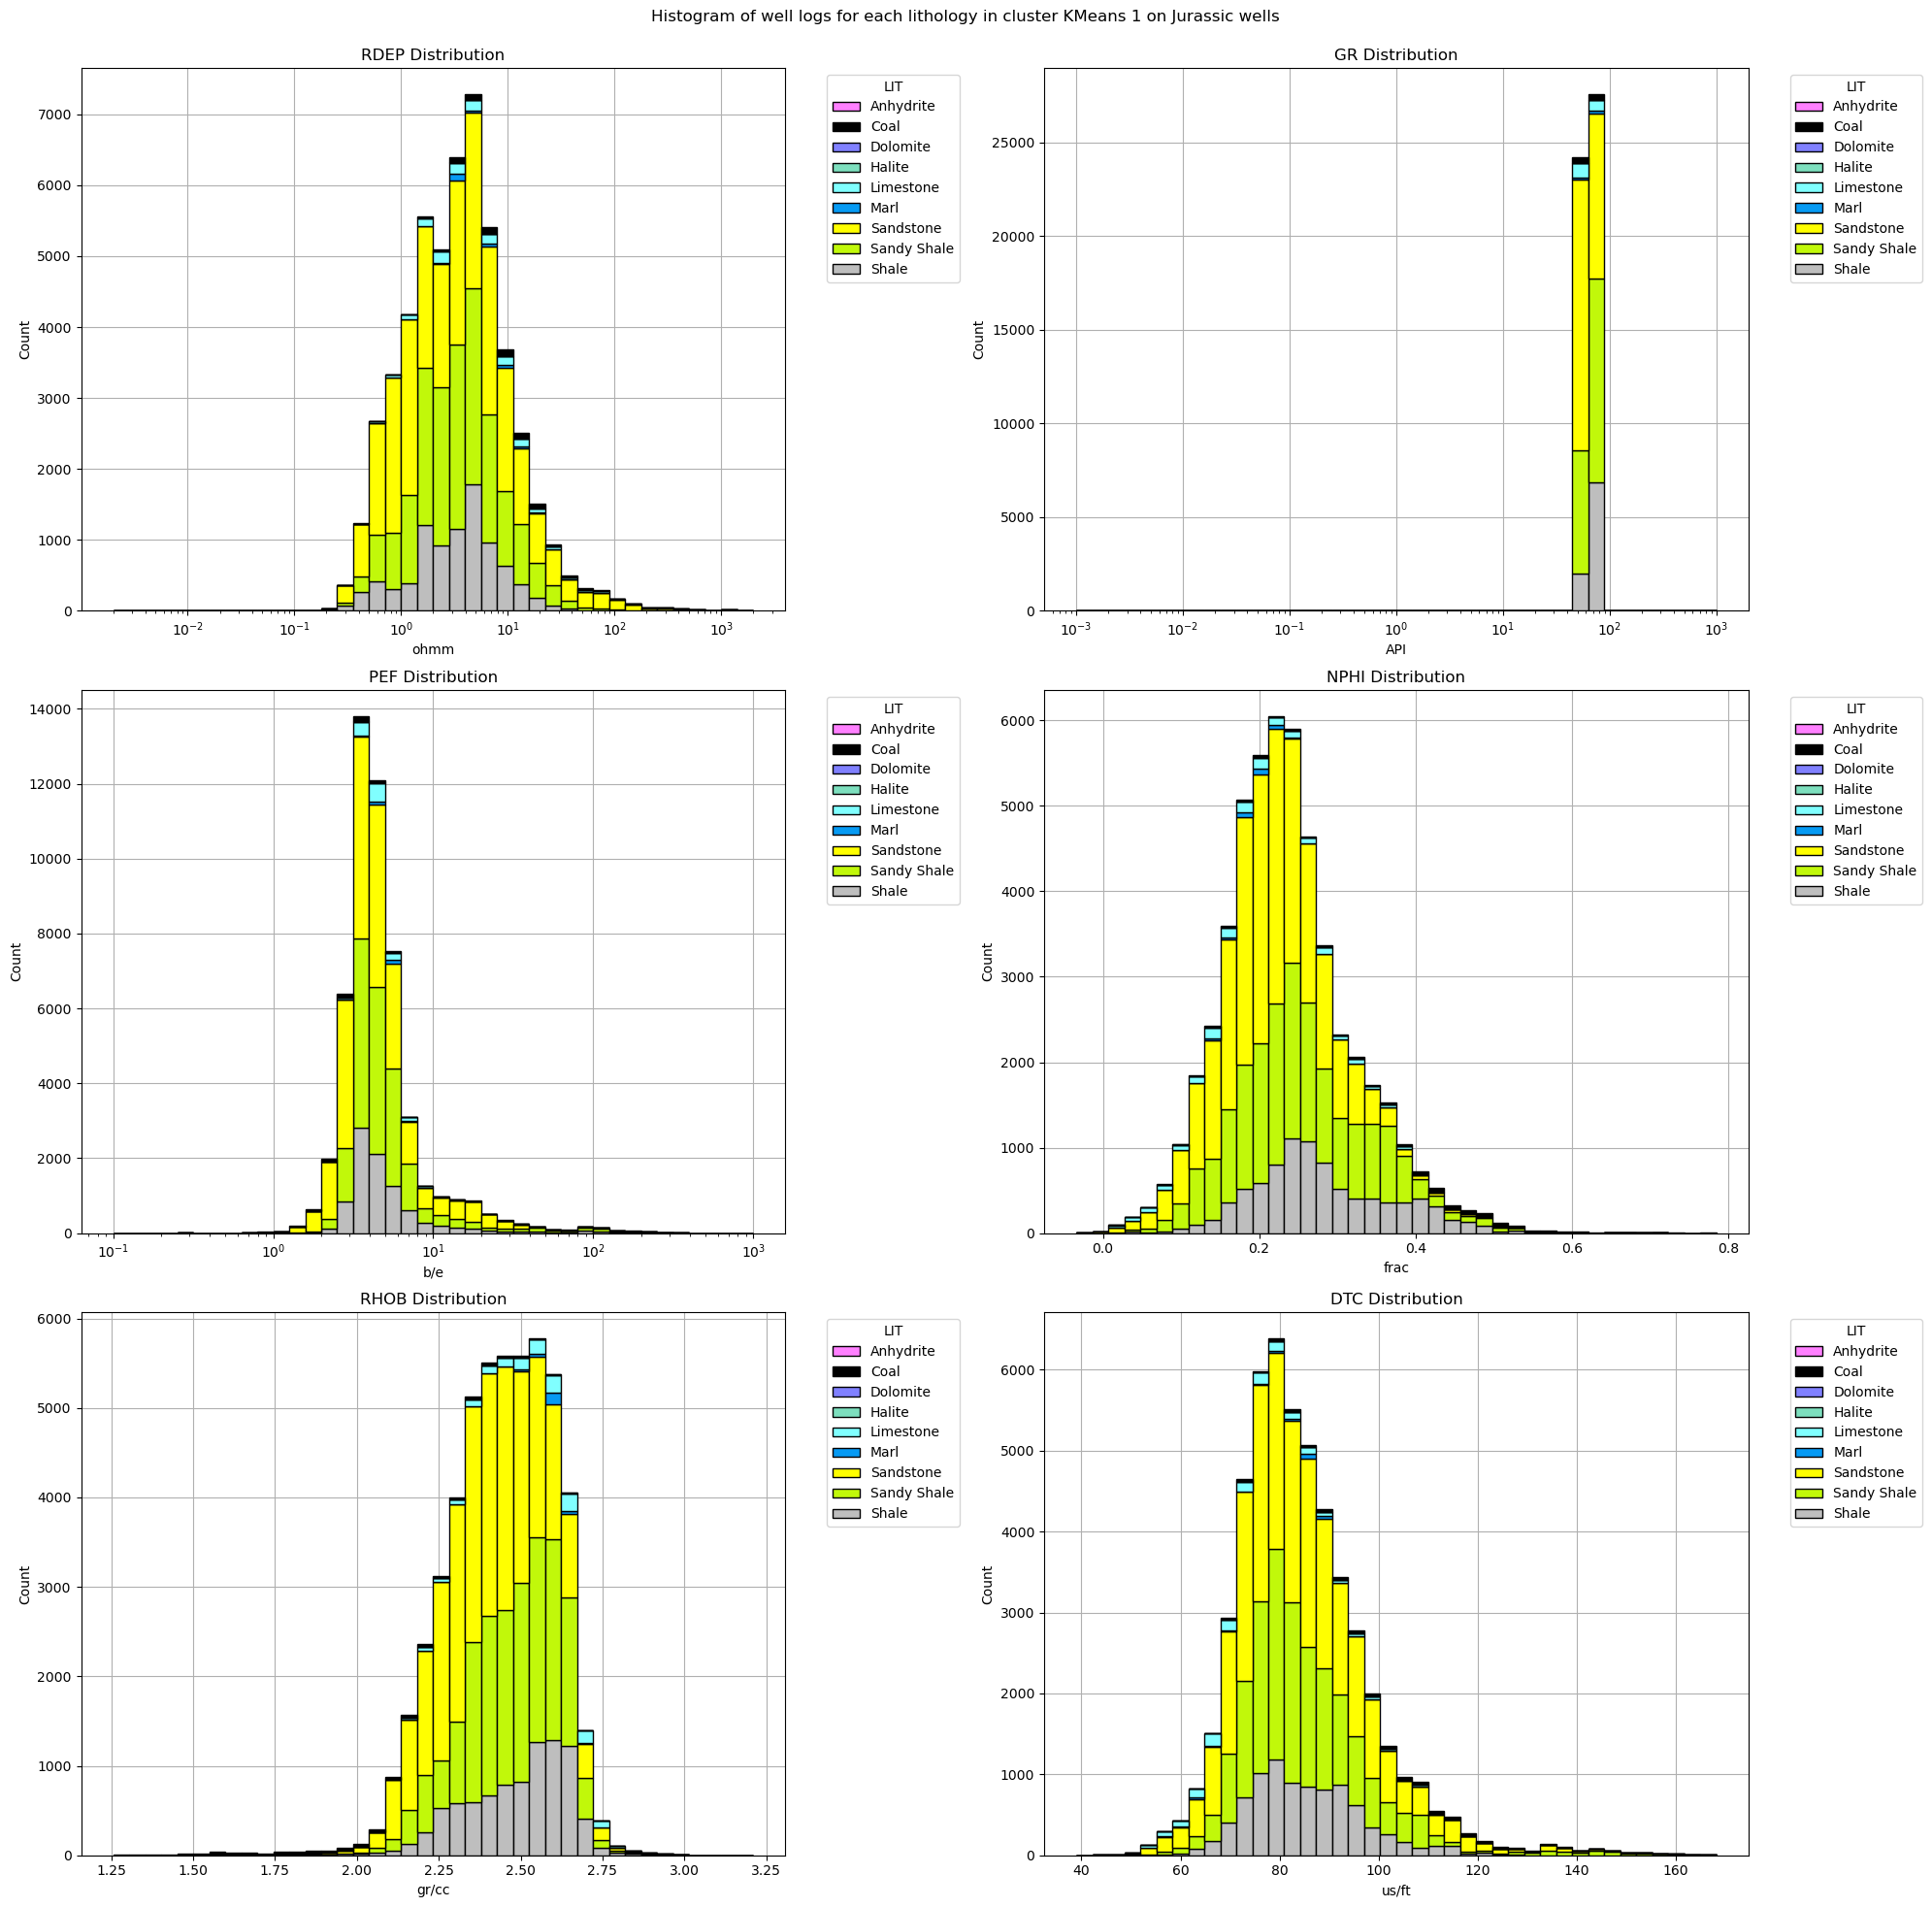 Histogram of well logs for each lithology in cluster KMeans 1 on Jurassic wells
RDEP Distribution
Count
7000
6000
5000
4000
3000
2000
1000
0
10⁻² 10⁻¹ 10⁰ 10¹ 10² 10³
ohmm
LIT
Anhydrite
Coal
Dolomite
Halite
Limestone
Marl
Sandstone
Sandy Shale
Shale
GR Distribution
Count
25000
20000
15000
10000
5000
0
10⁻³ 10⁻² 10⁻¹ 10⁰ 10¹ 10² 10³
API
LIT
Anhydrite
Coal
Dolomite
Halite
Limestone
Marl
Sandstone
Sandy Shale
Shale
PEF Distribution
Count
14000
12000
10000
8000
6000
4000
2000
0
10⁻¹ 10⁰ 10¹ 10² 10³
b/e
LIT
Anhydrite
Coal
Dolomite
Halite
Limestone
Marl
Sandstone
Sandy Shale
Shale
NPHI Distribution
Count
6000
5000
4000
3000
2000
1000
0
0.0 0.2 0.4 0.6 0.8
frac
LIT
Anhydrite
Coal
Dolomite
Halite
Limestone
Marl
Sandstone
Sandy Shale
Shale
RHOB Distribution
Count
6000
5000
4000
3000
2000
1000
0
1.25 1.50 1.75 2.00 2.25 2.50 2.75 3.00 3.25
gr/cc
LIT
Anhydrite
Coal
Dolomite
Halite
Limestone
Marl
Sandstone
Sandy Shale
Shale
DTC Distribution
Count
6000
5000
4000
3000
2000
1000
0
40 60 80 100 120 140 160
us/ft
LIT
Anhydrite
Coal
Dolomite
Halite
Limestone
Marl
Sandstone
Sandy Shale
Shale